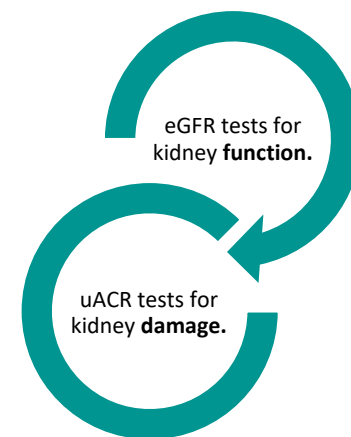 eGFR tests for
kidney function.
uACR tests for
kidney damage.